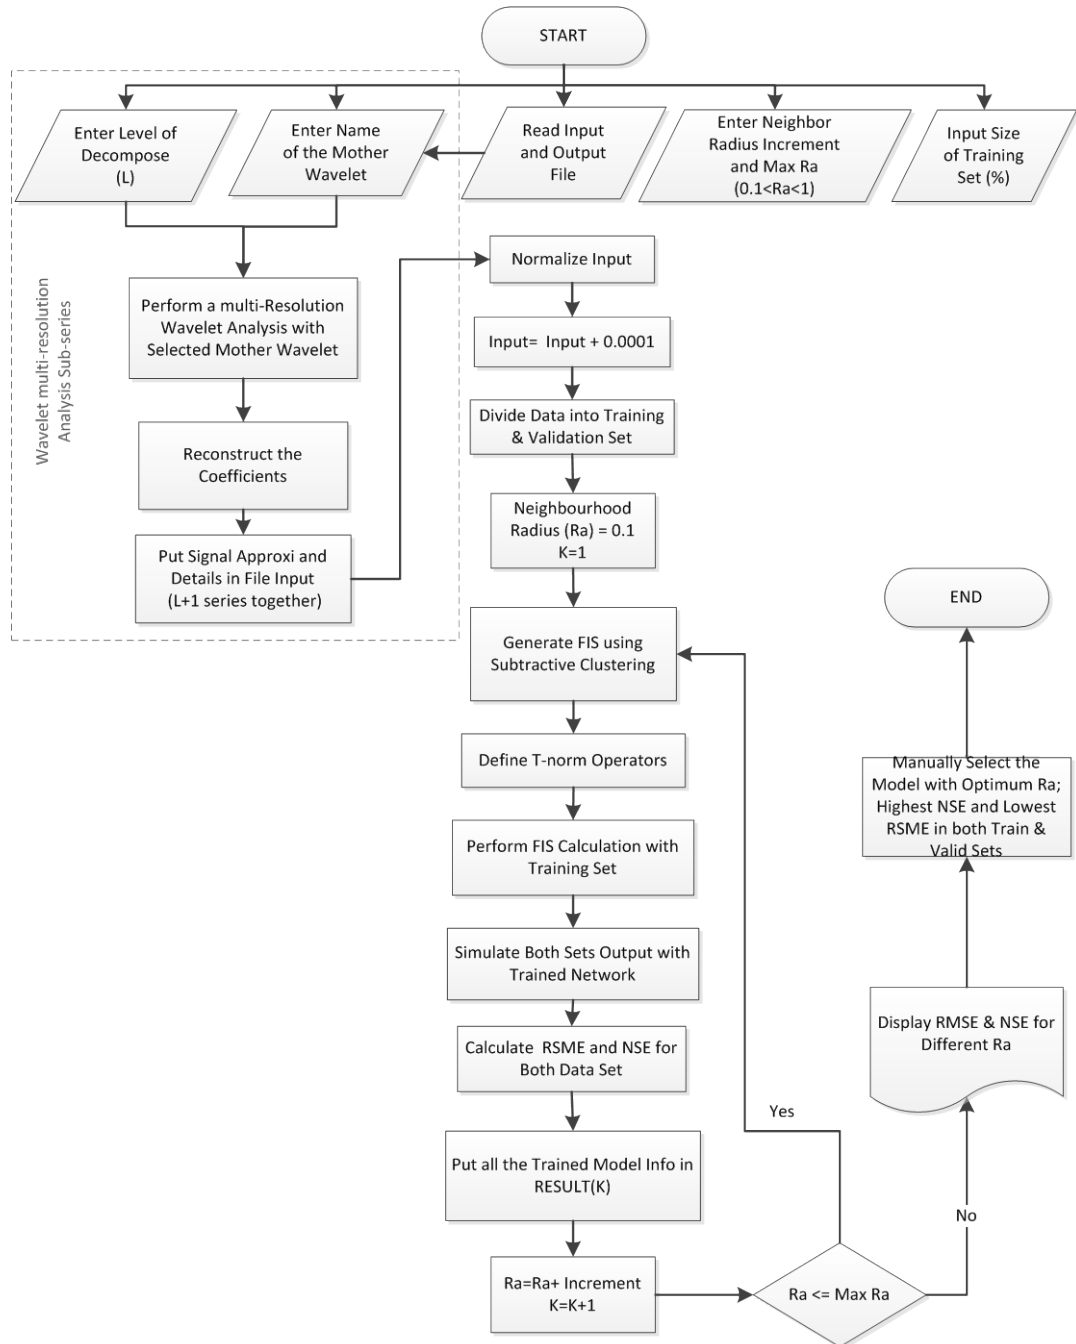 START
Enter Level of
Decompose
(L)
Enter Name
of the Mother
Wavelet
Read Input
and Output
File
Enter Neighbor
Radius Increment
and Max Ra
(0.1<Ra<1)
Input Size
of Training
Set (%)
Wavelet multi-resolution
Analysis Sub-series
Perform a multi-Resolution
Wavelet Analysis with
Selected Mother Wavelet
Reconstruct the
Coefficients
Put Signal Approxi and
Details in File Input
(L+1 series together)
Normalize Input
Input= Input + 0.0001
Divide Data into Training
& Validation Set
Neighbourhood
Radius (Ra) = 0.1
K=1
Generate FIS using
Subtractive Clustering
Define T-norm Operators
Perform FIS Calculation with
Training Set
Simulate Both Sets Output with
Trained Network
Calculate RSME and NSE for
Both Data Set
Put all the Trained Model Info in
RESULT(K)
Ra=Ra+ Increment
K=K+1
Ra <= Max Ra
Yes
No
Display RMSE & NSE for
Different Ra
Manually Select the
Model with Optimum Ra;
Highest NSE and Lowest
RSME in both Train &
Valid Sets
END